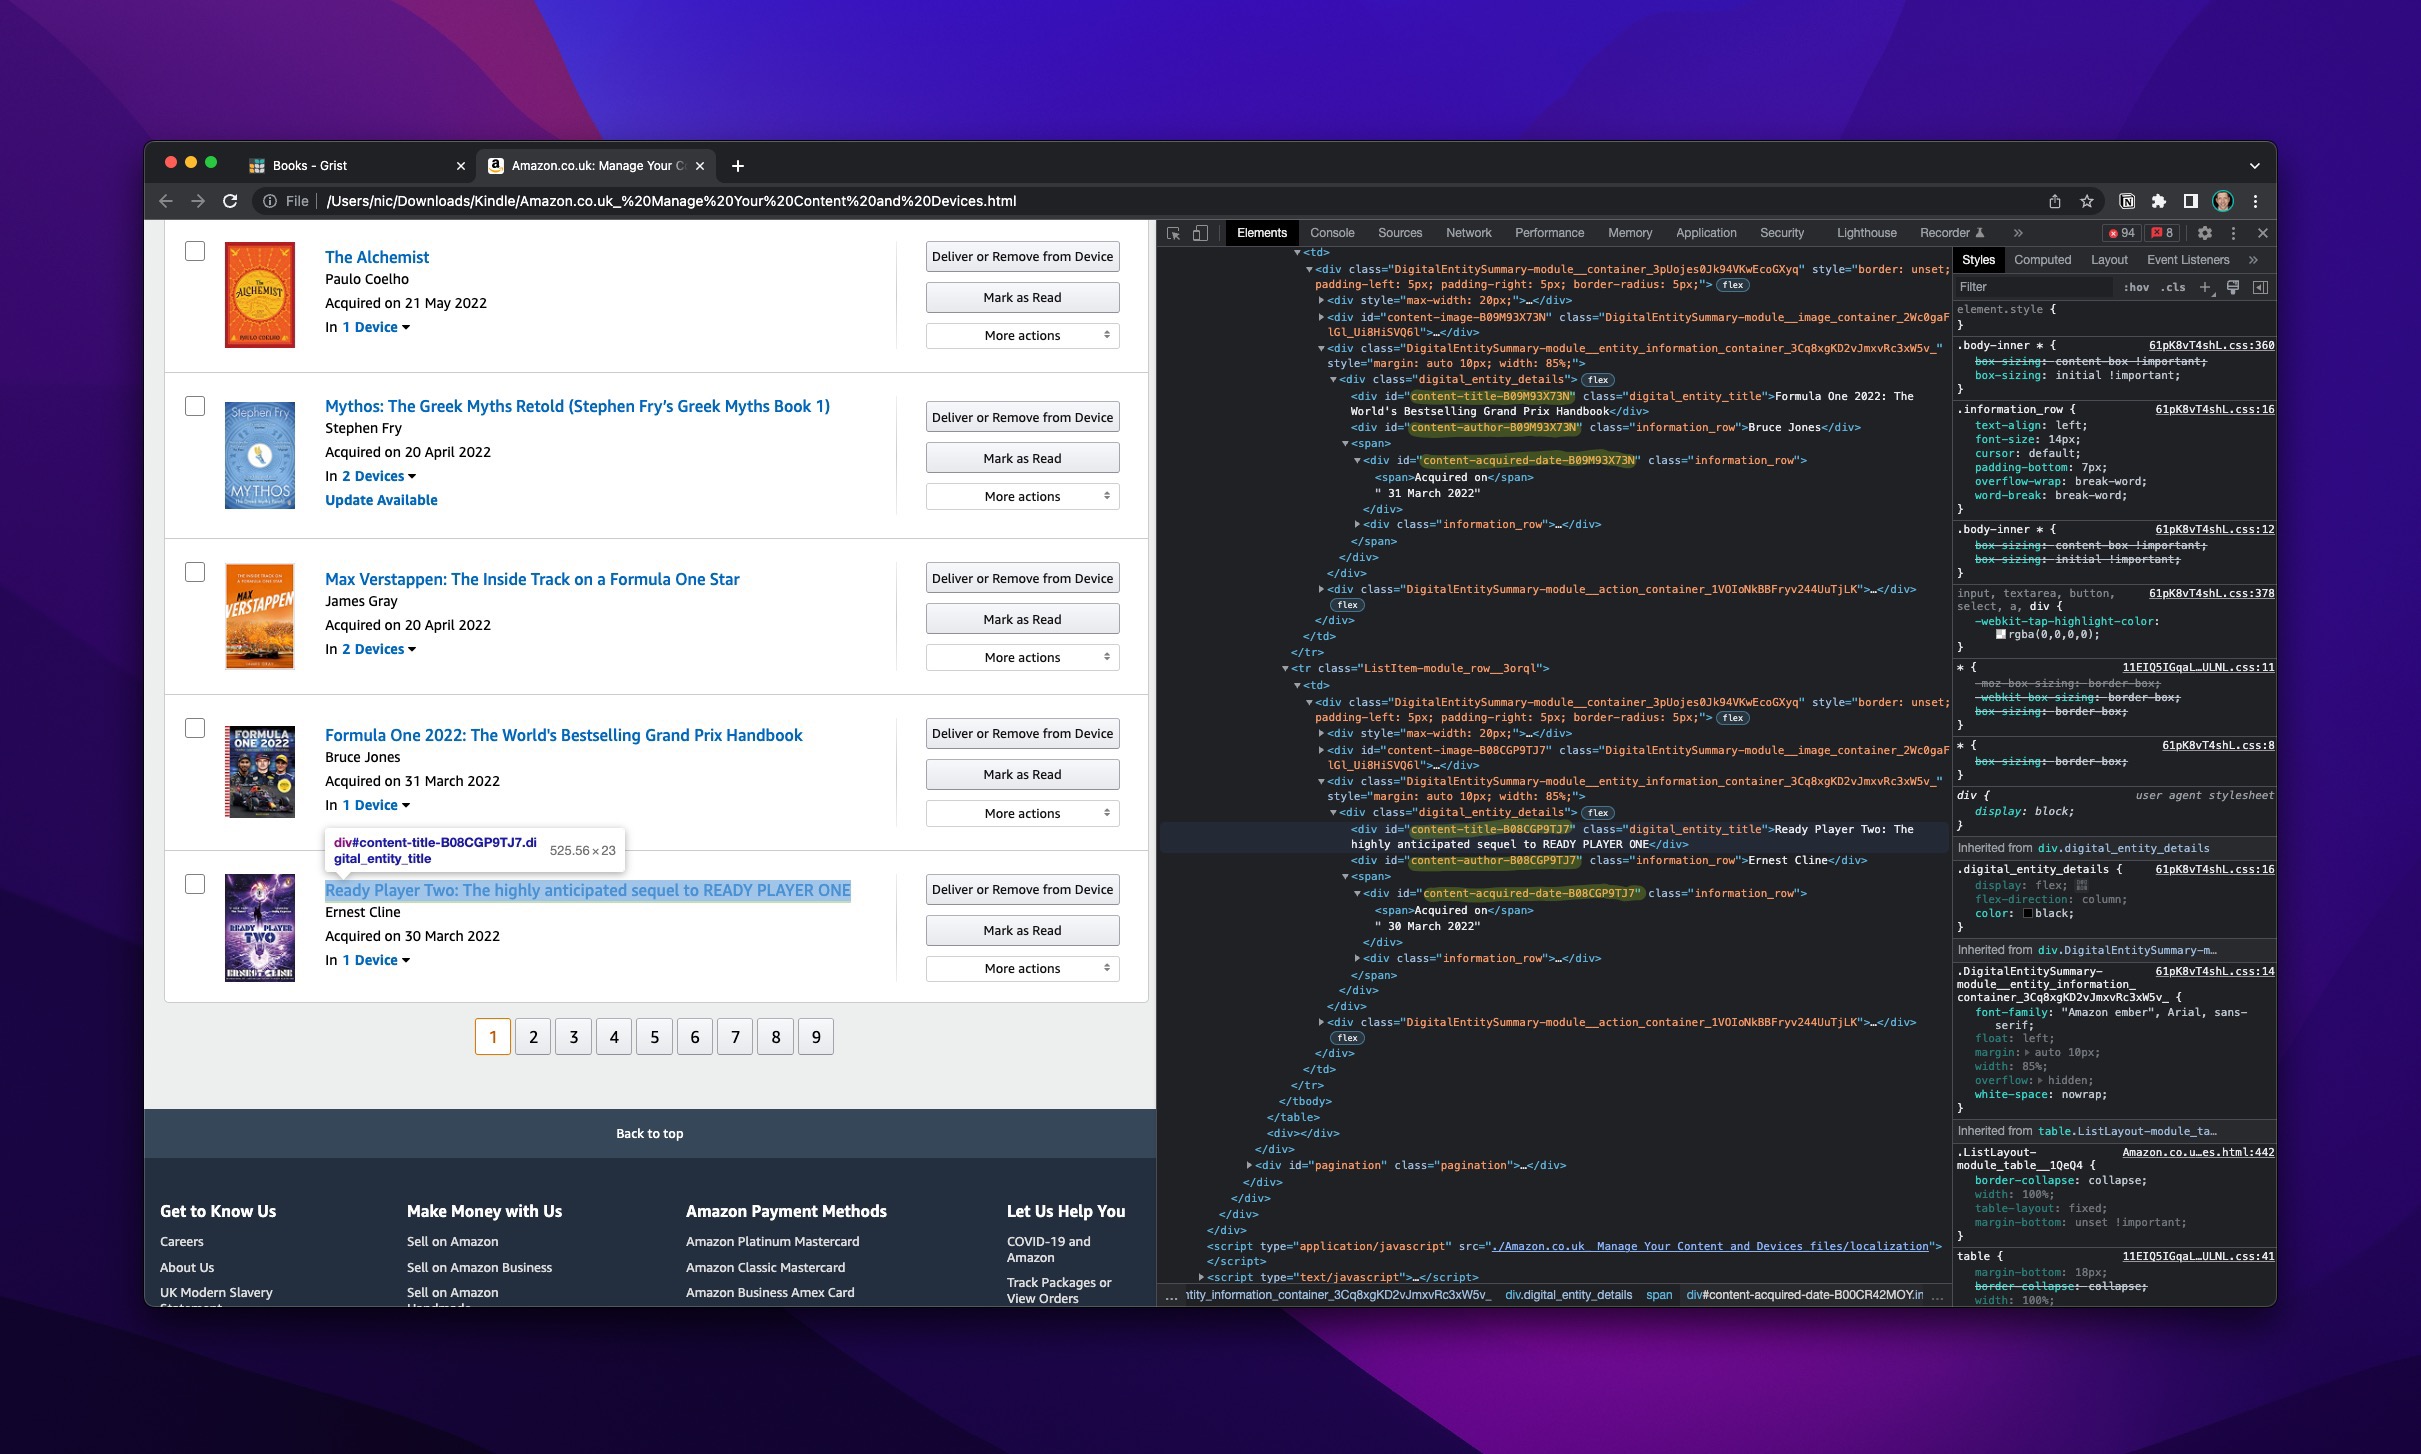 Books - Grist
Amazon.co.uk: Manage Your C
File
/Users/nic/Downloads/Kindle/Amazon.co.uk_%20Manage%20Your%20Content%20and%20Devices.html
The Alchemist
Paulo Coelho
Acquired on 21 May 2022
In 1 Device
Deliver or Remove from Device
Mark as Read
More actions
The
ALCHEMIST
PAULO COELHO
Mythos: The Greek Myths Retold (Stephen Fry’s Greek Myths Book 1)
Stephen Fry
Acquired on 20 April 2022
In 2 Devices
Update Available
Deliver or Remove from Device
Mark as Read
More actions
Stephen Fry
MYTHOS
Max Verstappen: The Inside Track on a Formula One Star
James Gray
Acquired on 20 April 2022
In 2 Devices
Deliver or Remove from Device
Mark as Read
More actions
MAX
VERSTAPPEN
Formula One 2022: The World's Bestselling Grand Prix Handbook
Bruce Jones
Acquired on 31 March 2022
In 1 Device
Deliver or Remove from Device
Mark as Read
More actions
FORMULA
ONE 2022
div#content-title-B08CGP9TJ7.di
gital_entity_title
525.56 × 23
Ready Player Two: The highly anticipated sequel to READY PLAYER ONE
Ernest Cline
Acquired on 30 March 2022
In 1 Device
Deliver or Remove from Device
Mark as Read
More actions
READY PLAYER
TWO
ERNEST CLINE
1 2 3 4 5 6 7 8 9
Back to top
Get to Know Us
Careers
About Us
UK Modern Slavery
Statement
Make Money with Us
Sell on Amazon
Sell on Amazon Business
Sell on Amazon
Handmade
Amazon Payment Methods
Amazon Platinum Mastercard
Amazon Classic Mastercard
Amazon Business Amex Card
Let Us Help You
COVID-19 and
Amazon
Track Packages or
View Orders
Elements Console Sources Network Performance Memory Application Security Lighthouse Recorder » 94 8
<td>
<div class="DigitalEntitySummary-module__container_3pUojes0Jk94VKwEcoGXyq" style="border: unset;
padding-left: 5px; padding-right: 5px; border-radius: 5px;"> flex
<div style="max-width: 20px;">…</div>
<div id="content-image-B09M93X73N" class="DigitalEntitySummary-module__image_container_2Wc0gaF
lGl_Ui8HiSVQ6l">…</div>
<div class="DigitalEntitySummary-module__entity_information_container_3Cq8xgKD2vJmxvRc3xW5v_"
style="margin: auto 10px; width: 85%;">
<div class="digital_entity_details"> flex
<div id="content-title-B09M93X73N" class="digital_entity_title">Formula One 2022: The
World's Bestselling Grand Prix Handbook</div>
<div id="content-author-B09M93X73N" class="information_row">Bruce Jones</div>
<span>
<div id="content-acquired-date-B09M93X73N" class="information_row">
<span>Acquired on</span>
" 31 March 2022"
</div>
<div class="information_row">…</div>
</span>
</div>
</div>
<div class="DigitalEntitySummary-module__action_container_1VOIoNkBBFryv244UuTjLK">…</div>
flex
</div>
</td>
</tr>
<tr class="ListItem-module_row__3orql">
<td>
<div class="DigitalEntitySummary-module__container_3pUojes0Jk94VKwEcoGXyq" style="border: unset;
padding-left: 5px; padding-right: 5px; border-radius: 5px;"> flex
<div style="max-width: 20px;">…</div>
<div id="content-image-B08CGP9TJ7" class="DigitalEntitySummary-module__image_container_2Wc0gaF
lGl_Ui8HiSVQ6l">…</div>
<div class="DigitalEntitySummary-module__entity_information_container_3Cq8xgKD2vJmxvRc3xW5v_"
style="margin: auto 10px; width: 85%;">
<div class="digital_entity_details"> flex
<div id="content-title-B08CGP9TJ7" class="digital_entity_title">Ready Player Two: The
highly anticipated sequel to READY PLAYER ONE</div>
<div id="content-author-B08CGP9TJ7" class="information_row">Ernest Cline</div>
<span>
<div id="content-acquired-date-B08CGP9TJ7" class="information_row">
<span>Acquired on</span>
" 30 March 2022"
</div>
<div class="information_row">…</div>
</span>
</div>
</div>
<div class="DigitalEntitySummary-module__action_container_1VOIoNkBBFryv244UuTjLK">…</div>
flex
</div>
</td>
</tr>
</tbody>
</table>
<div></div>
</div>
<div id="pagination" class="pagination">…</div>
</div>
</div>
</div>
</div>
<script type="application/javascript" src="./Amazon.co.uk_ Manage Your Content and Devices_files/localization">
</script>
<script type="text/javascript">…</script>
… ntity_information_container_3Cq8xgKD2vJmxvRc3xW5v_ div.digital_entity_details span div#content-acquired-date-B00CR42MOY.in …
Styles Computed Layout Event Listeners »
Filter :hov .cls +
element.style {
}
.body-inner * { 61pK8vT4shL.css:360
box-sizing: content-box !important;
box-sizing: initial !important;
}
.information_row { 61pK8vT4shL.css:16
text-align: left;
font-size: 14px;
cursor: default;
padding-bottom: 7px;
overflow-wrap: break-word;
word-break: break-word;
}
.body-inner * { 61pK8vT4shL.css:12
box-sizing: content-box !important;
box-sizing: initial !important;
}
input, textarea, button, 61pK8vT4shL.css:378
select, a, div {
-webkit-tap-highlight-color:
rgba(0,0,0,0);
}
* { 11EIQ5IGqaL…ULNL.css:11
-moz-box-sizing: border-box;
-webkit-box-sizing: border-box;
box-sizing: border-box;
}
* { 61pK8vT4shL.css:8
box-sizing: border-box;
}
div { user agent stylesheet
display: block;
}
Inherited from div.digital_entity_details
.digital_entity_details { 61pK8vT4shL.css:16
display: flex;
flex-direction: column;
color: black;
}
Inherited from div.DigitalEntitySummary-m…
.DigitalEntitySummary- 61pK8vT4shL.css:14
module__entity_information_
container_3Cq8xgKD2vJmxvRc3xW5v_ {
font-family: "Amazon ember", Arial, sans-
serif;
float: left;
margin: auto 10px;
width: 85%;
overflow: hidden;
white-space: nowrap;
}
Inherited from table.ListLayout-module_ta…
.ListLayout- Amazon.co.u…es.html:442
module_table__1QeQ4 {
border-collapse: collapse;
width: 100%;
table-layout: fixed;
margin-bottom: unset !important;
}
table { 11EIQ5IGqaL…ULNL.css:41
margin-bottom: 18px;
border-collapse: collapse;
width: 100%;